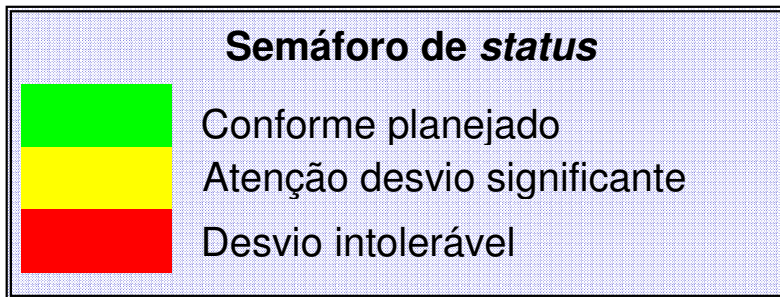 Semáforo de status
Conforme planejado
Atenção desvio significante
Desvio intolerável